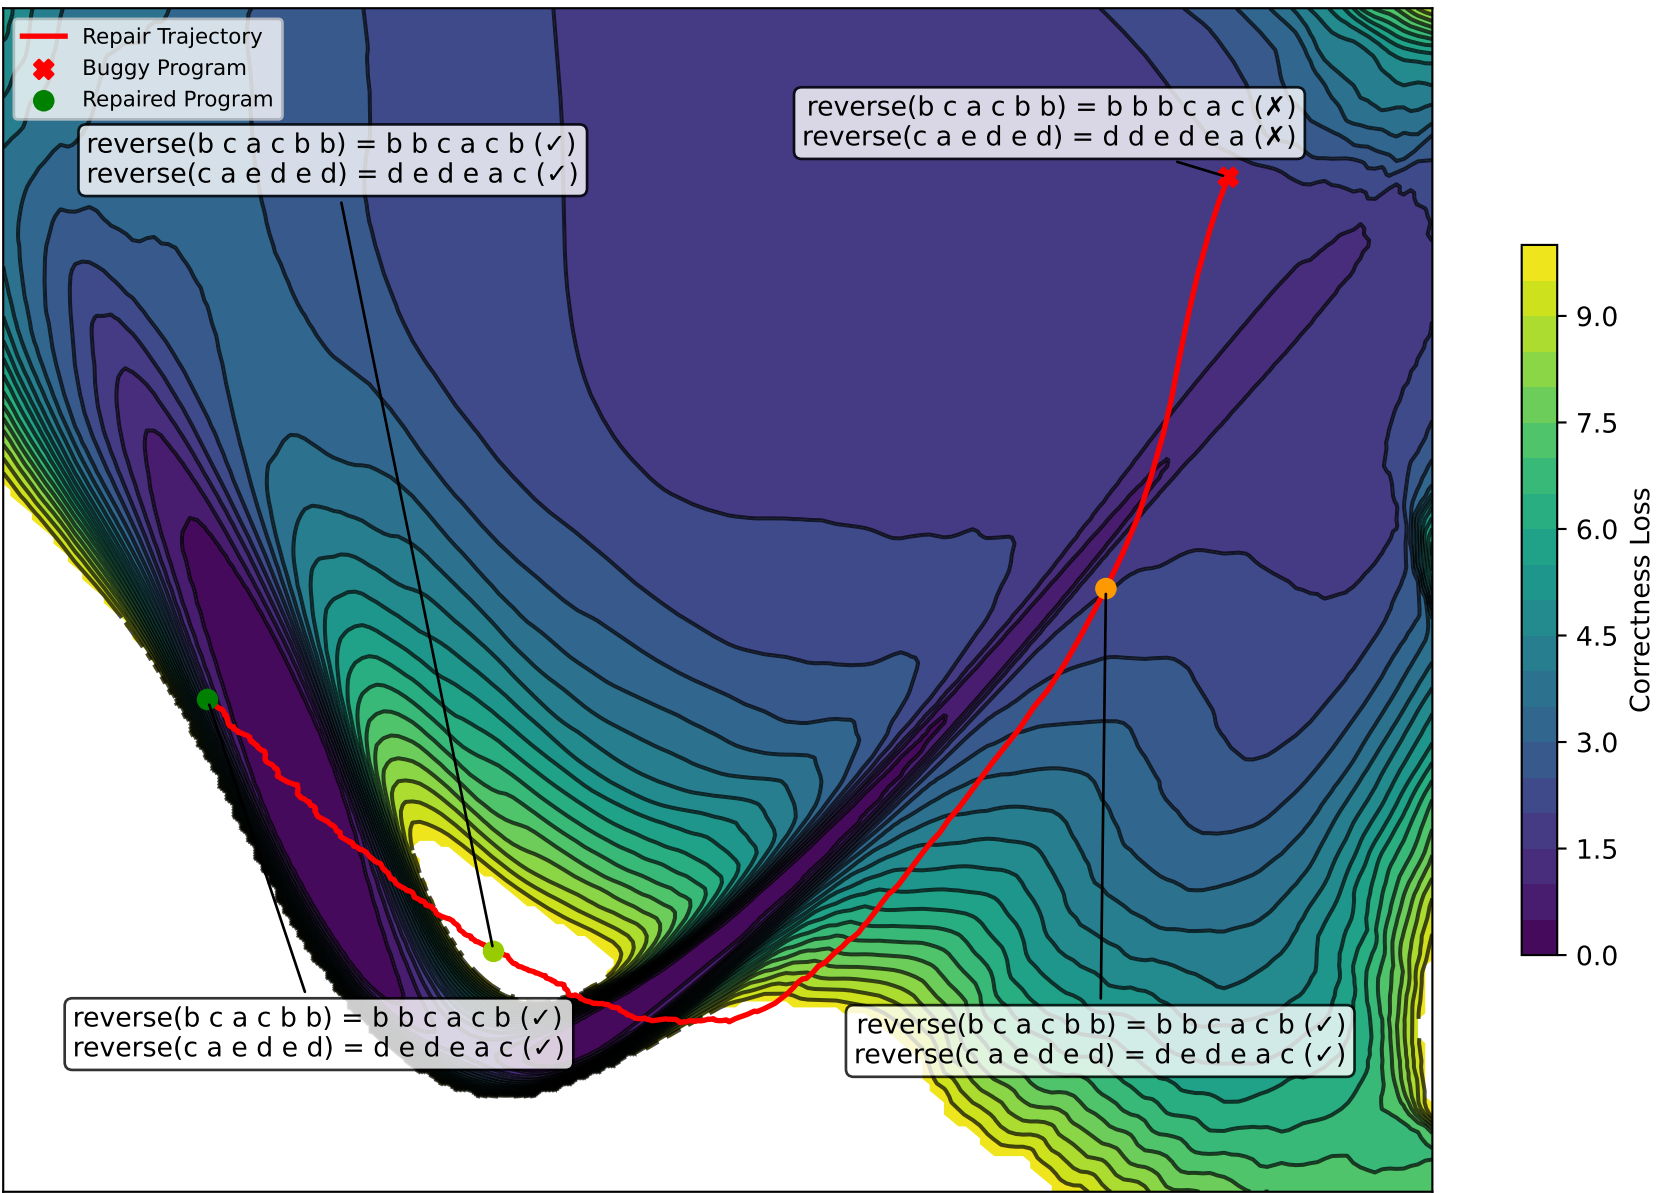 Repair Trajectory
Buggy Program
Repaired Program
reverse(b c a c b b) = b b b c a c (✗)
reverse(c a e d e d) = d d e d e a (✗)
reverse(b c a c b b) = b b c a c b (✓)
reverse(c a e d e d) = d e d e a c (✓)
reverse(b c a c b b) = b b c a c b (✓)
reverse(c a e d e d) = d e d e a c (✓)
reverse(b c a c b b) = b b c a c b (✓)
reverse(c a e d e d) = d e d e a c (✓)
9.0
7.5
6.0
4.5
3.0
1.5
0.0
Correctness Loss